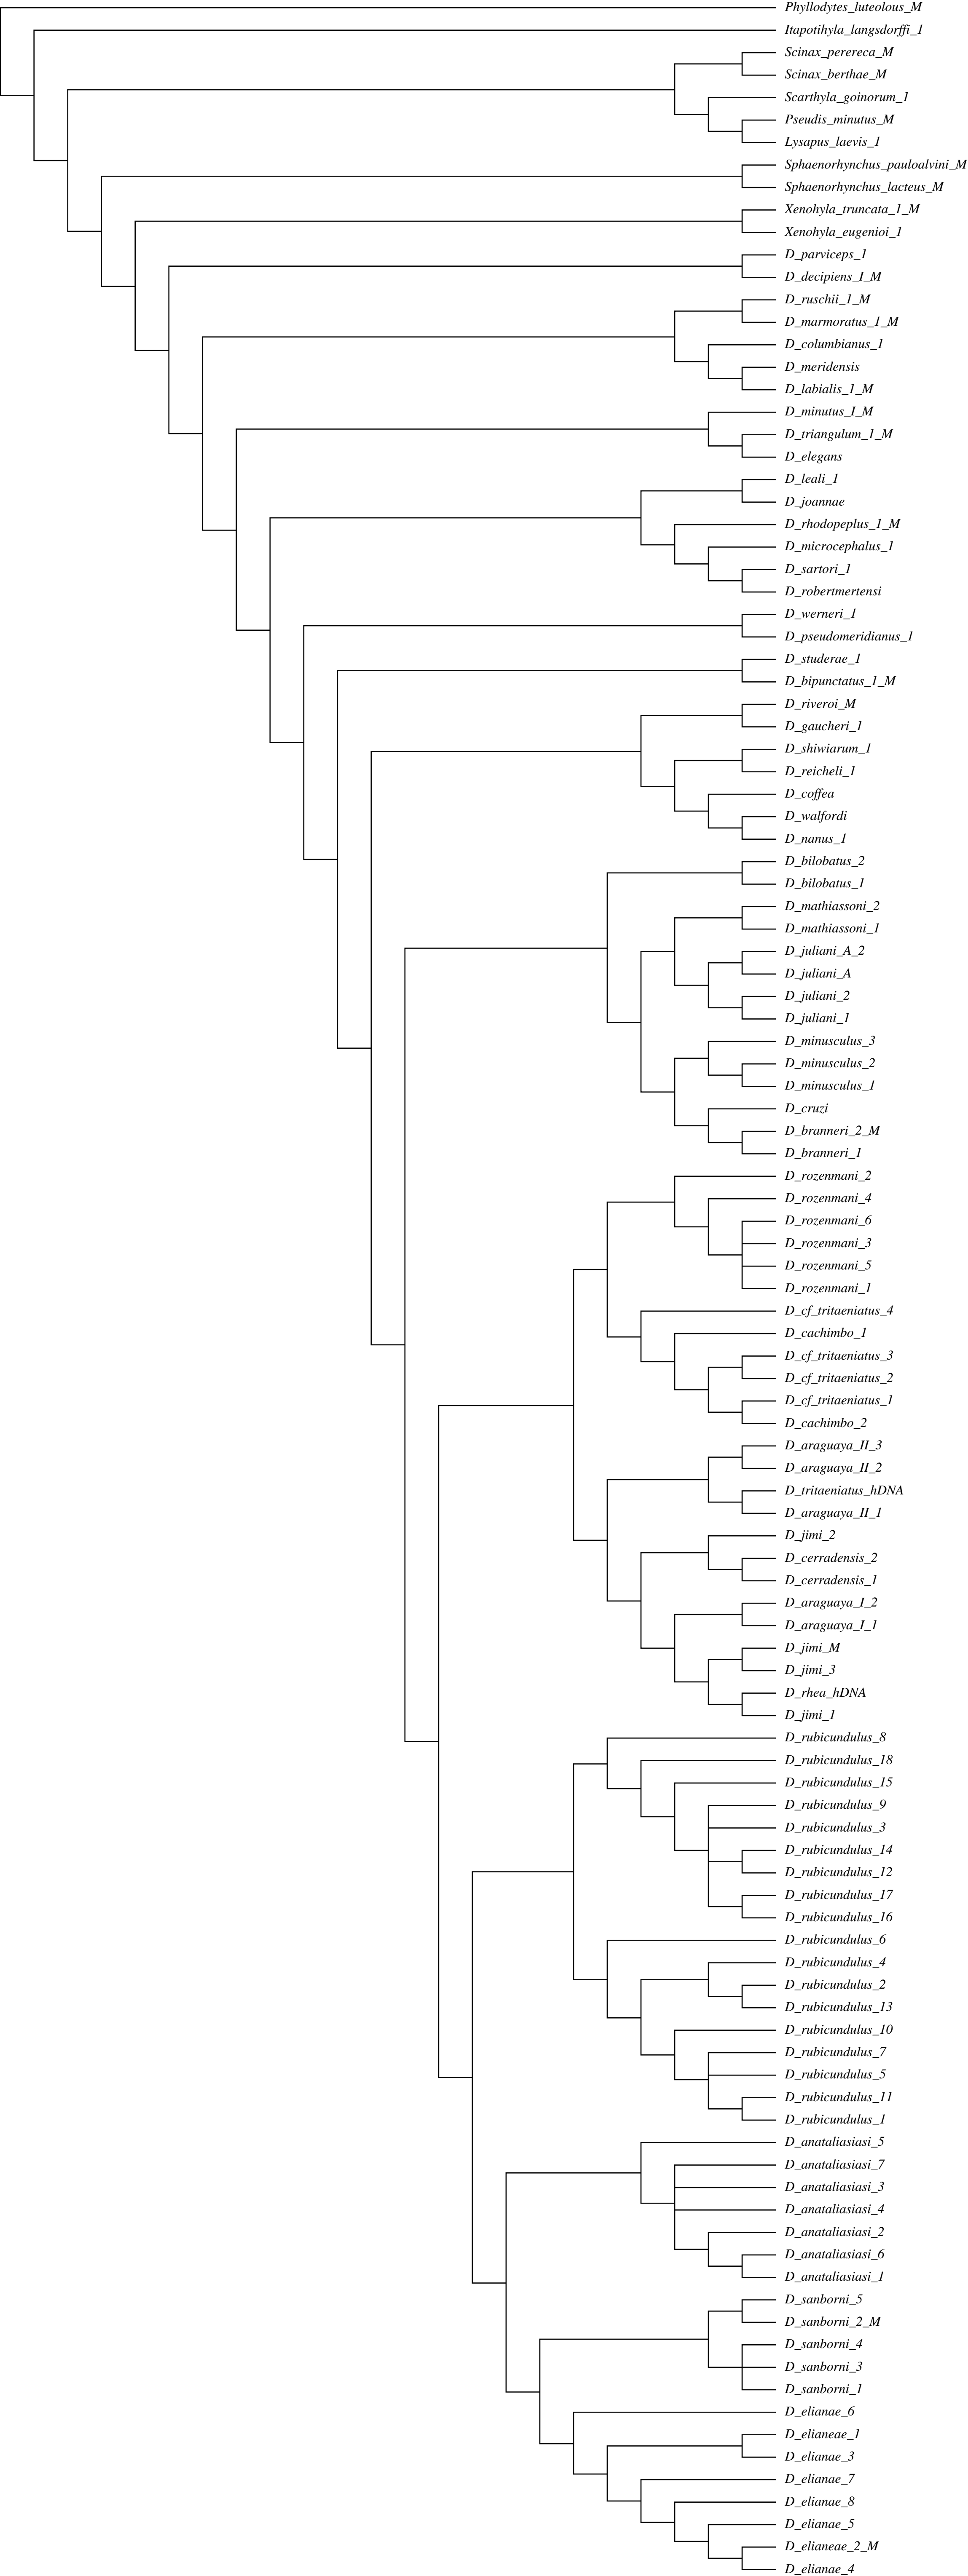 Phyllodytes_luteolous_M
Itapotihyla_langsdorffi_1
Scinax_perereca_M
Scinax_berthae_M
Scarthyla_goinorum_1
Pseudis_minutus_M
Lysapus_laevis_1
Sphaenorhynchus_pauloalvini_M
Sphaenorhynchus_lacteus_M
Xenohyla_truncata_1_M
Xenohyla_eugenioi_1
D_parviceps_1
D_decipiens_I_M
D_ruschii_1_M
D_marmoratus_1_M
D_columbianus_1
D_meridensis
D_labialis_1_M
D_minutus_I_M
D_triangulum_1_M
D_elegans
D_leali_1
D_joannae
D_rhodopeplus_1_M
D_microcephalus_1
D_sartori_1
D_robertmertensi
D_werneri_1
D_pseudomeridianus_1
D_studerae_1
D_bipunctatus_1_M
D_riveroi_M
D_gaucheri_1
D_shiwiarum_1
D_reicheli_1
D_coffea
D_walfordi
D_nanus_1
D_bilobatus_2
D_bilobatus_1
D_mathiassoni_2
D_mathiassoni_1
D_juliani_A_2
D_juliani_A
D_juliani_2
D_juliani_1
D_minusculus_3
D_minusculus_2
D_minusculus_1
D_cruzi
D_branneri_2_M
D_branneri_1
D_rozenmani_2
D_rozenmani_4
D_rozenmani_6
D_rozenmani_3
D_rozenmani_5
D_rozenmani_1
D_cf_tritaeniatus_4
D_cachimbo_1
D_cf_tritaeniatus_3
D_cf_tritaeniatus_2
D_cf_tritaeniatus_1
D_cachimbo_2
D_araguaya_II_3
D_araguaya_II_2
D_tritaeniatus_hDNA
D_araguaya_II_1
D_jimi_2
D_cerradensis_2
D_cerradensis_1
D_araguaya_I_2
D_araguaya_I_1
D_jimi_M
D_jimi_3
D_rhea_hDNA
D_jimi_1
D_rubicundulus_8
D_rubicundulus_18
D_rubicundulus_15
D_rubicundulus_9
D_rubicundulus_3
D_rubicundulus_14
D_rubicundulus_12
D_rubicundulus_17
D_rubicundulus_16
D_rubicundulus_6
D_rubicundulus_4
D_rubicundulus_2
D_rubicundulus_13
D_rubicundulus_10
D_rubicundulus_7
D_rubicundulus_5
D_rubicundulus_11
D_rubicundulus_1
D_anataliasiasi_5
D_anataliasiasi_7
D_anataliasiasi_3
D_anataliasiasi_4
D_anataliasiasi_2
D_anataliasiasi_6
D_anataliasiasi_1
D_sanborni_5
D_sanborni_2_M
D_sanborni_4
D_sanborni_3
D_sanborni_1
D_elianae_6
D_elianeae_1
D_elianae_3
D_elianae_7
D_elianae_8
D_elianae_5
D_elianeae_2_M
D_elianae_4